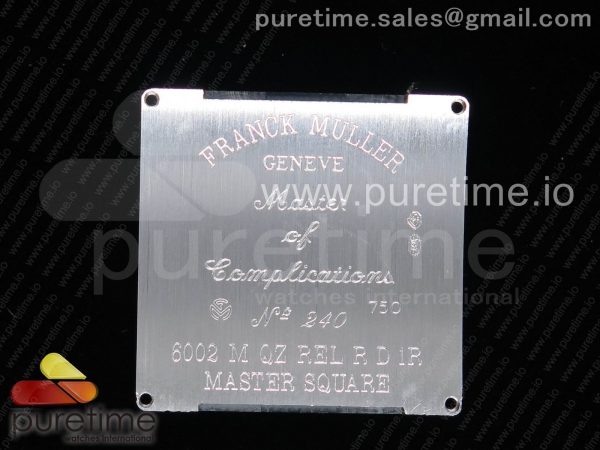 puretime.sales@gmail.com
FRANCK MULLER
GENEVE
Master
www.puretime.io
of
puretime
Complications
watches international
750
Nº 240
6002 M QZ REL R D 1R
MASTER SQUARE
puretime
watches international